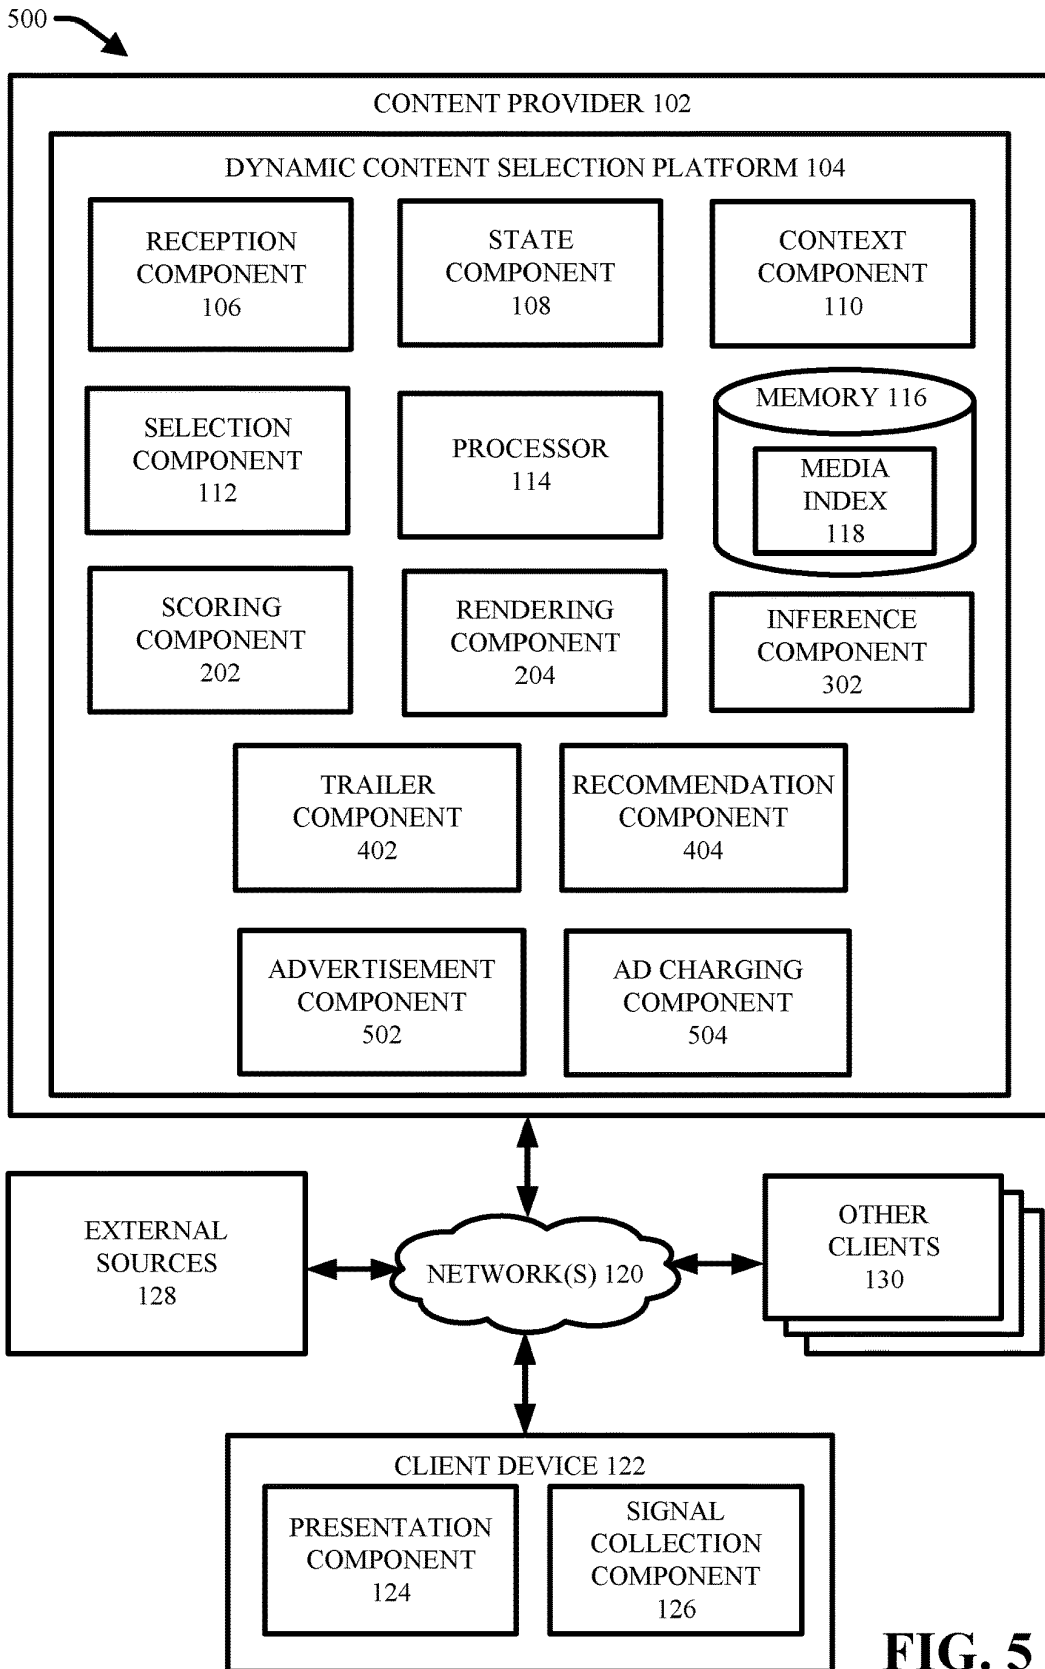 500
CONTENT PROVIDER 102
DYNAMIC CONTENT SELECTION PLATFORM 104
RECEPTION
COMPONENT
106
STATE
COMPONENT
108
CONTEXT
COMPONENT
110
SELECTION
COMPONENT
112
PROCESSOR
114
MEMORY 116
MEDIA
INDEX
118
SCORING
COMPONENT
202
RENDERING
COMPONENT
204
INFERENCE
COMPONENT
302
TRAILER
COMPONENT
402
RECOMMENDATION
COMPONENT
404
ADVERTISEMENT
COMPONENT
502
AD CHARGING
COMPONENT
504
EXTERNAL
SOURCES
128
NETWORK(S) 120
OTHER
CLIENTS
130
CLIENT DEVICE 122
PRESENTATION
COMPONENT
124
SIGNAL
COLLECTION
COMPONENT
126
FIG. 5